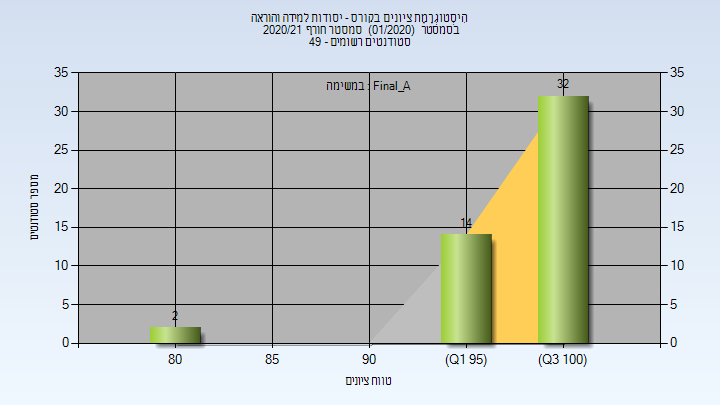 היסטוגרמת ציונים בקורס - יסודות למידה והוראה
בסמסטר (01/2020) סמסטר חורף 2020/21
סטודנטים רשומים - 49
במשימה : Final_A
35
30
25
20
15
10
5
0
35
30
25
20
15
10
5
0
2
14
32
80
85
90
(Q1 95)
(Q3 100)
מספר סטודנטים
טווח ציונים